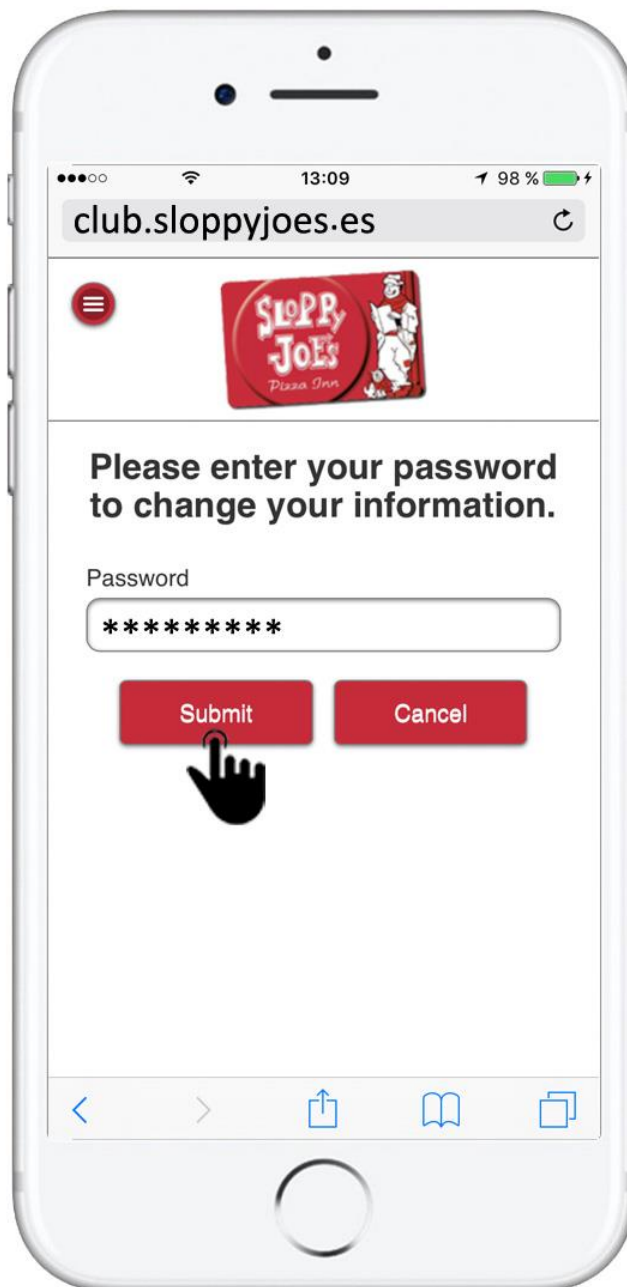 13:09
98 %
club.sloppyjoes.es
SLOPPY
JOE'S
Pizza Inn
Please enter your password
to change your information.
Password
*********
Submit Cancel